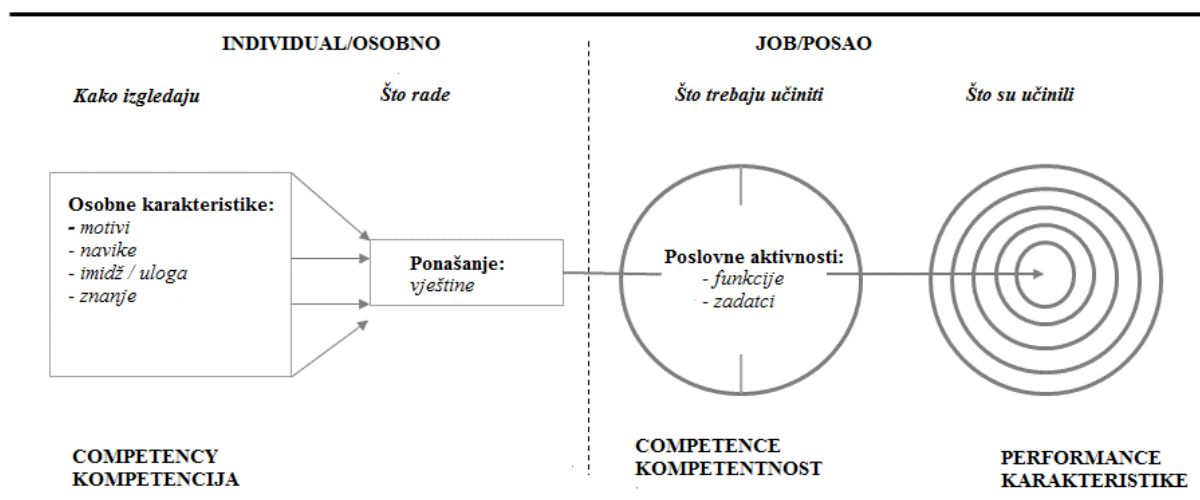 INDIVIDUAL/OSOBNO
JOB/POSAO
Kako izgledaju
Što rade
Što trebaju učiniti
Što su učinili
Osobne karakteristike:
- motivi
- navike
- imidž / uloga
- znanje
Ponašanje:
vještine
Poslovne aktivnosti:
- funkcije
- zadatci
COMPETENCY
KOMPETENCIJA
COMPETENCE
KOMPETENTNOST
PERFORMANCE
KARAKTERISTIKE